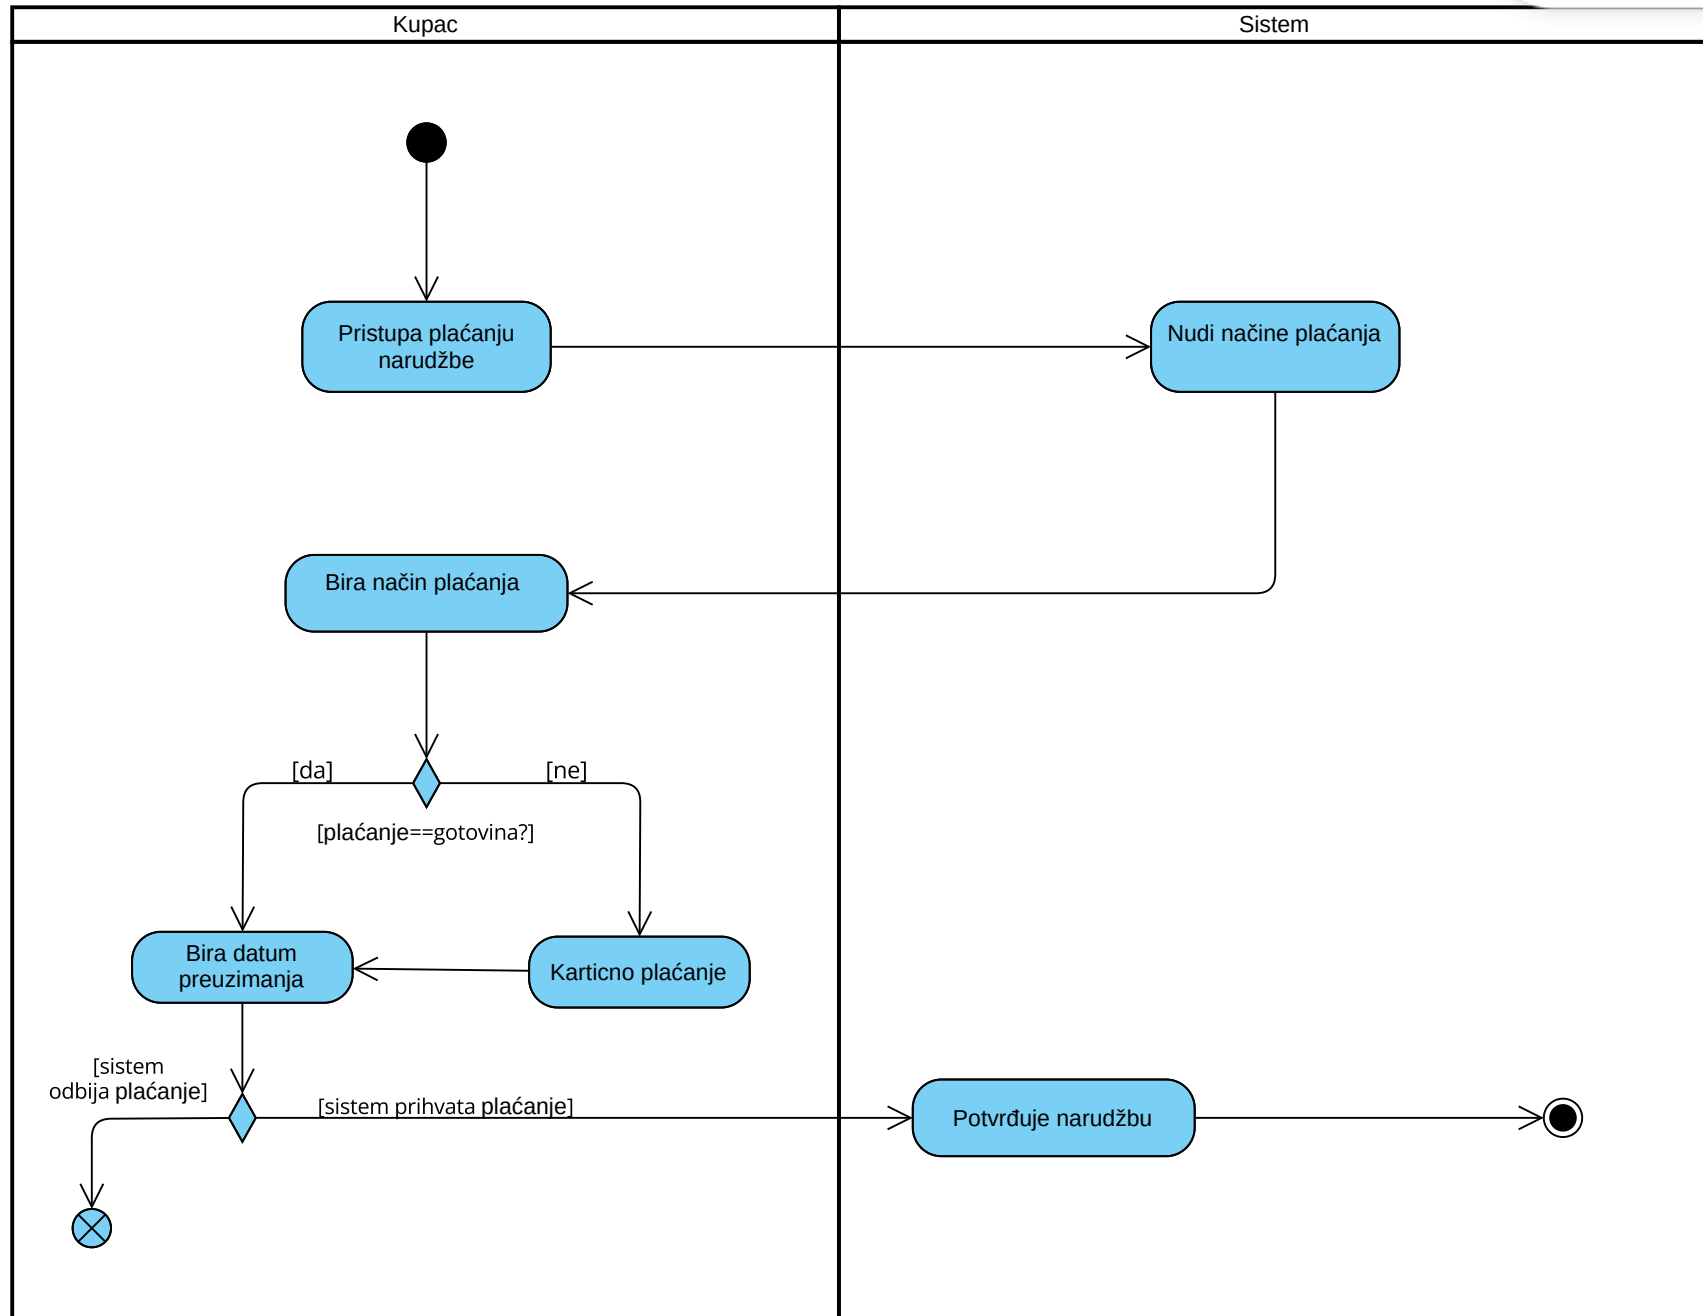 Kupac
Sistem
Pristupa plaćanju
narudžbe
Nudi načine plaćanja
Bira način plaćanja
[da]
[ne]
[plaćanje==gotovina?]
Bira datum
preuzimanja
Karticno plaćanje
[sistem
odbija plaćanje]
[sistem prihvata plaćanje]
Potvrđuje narudžbu